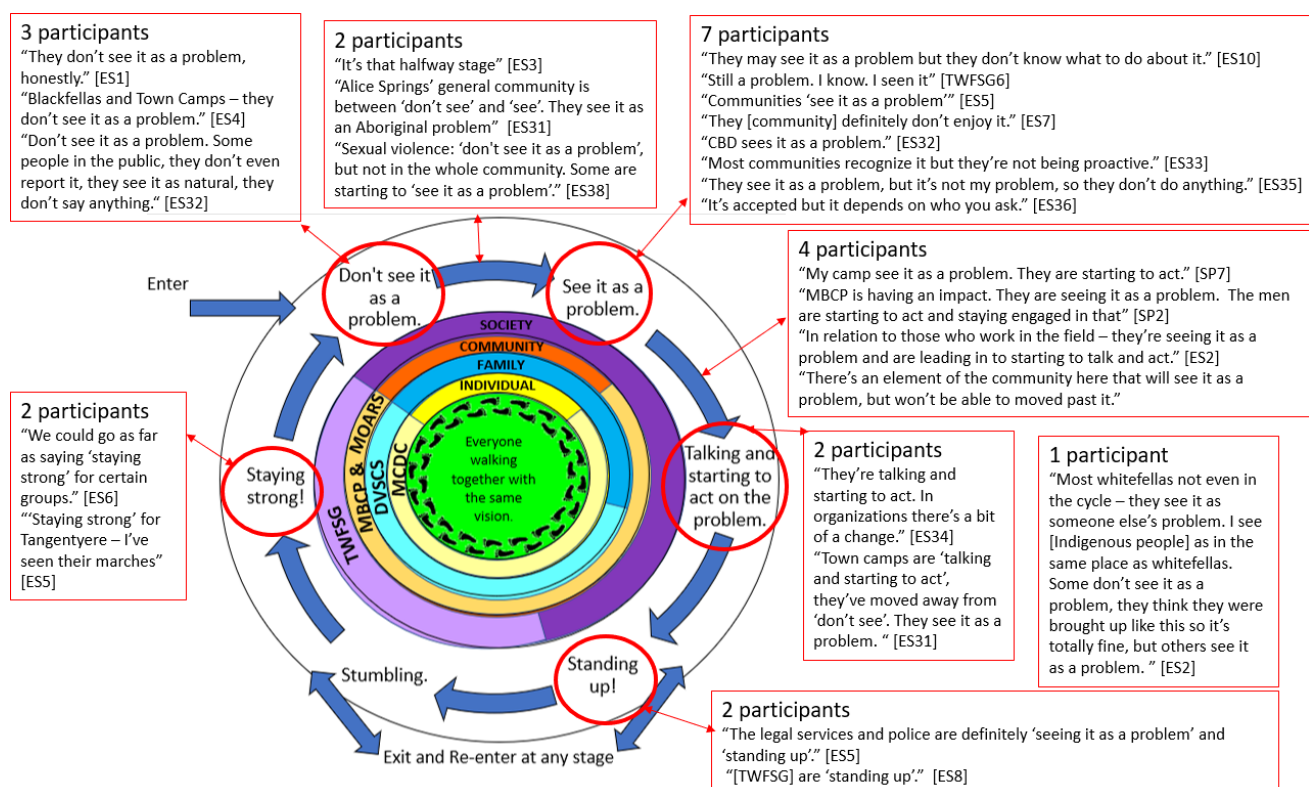 3 participants
“They don’t see it as a problem,
honestly.” [ES1]
“Blackfellas and Town Camps – they
don’t see it as a problem.” [ES4]
“Don’t see it as a problem. Some
people in the public, they don’t even
report it, they see it as natural, they
don’t say anything.“ [ES32]
2 participants
“It’s that halfway stage” [ES3]
“Alice Springs’ general community is
between ‘don’t see’ and ‘see’. They see it as
an Aboriginal problem”  [ES31]
“Sexual violence: ‘don't see it as a problem’,
but not in the whole community. Some are
starting to ‘see it as a problem’.” [ES38]
7 participants
“They may see it as a problem but they don’t know what to do about it.” [ES10]
“Still a problem. I know. I seen it” [TWFSG6]
“Communities ‘see it as a problem’” [ES5]
“They [community] definitely don’t enjoy it.” [ES7]
“CBD sees it as a problem.” [ES32]
“Most communities recognize it but they’re not being proactive.” [ES33]
“They see it as a problem, but it’s not my problem, so they don’t do anything.” [ES35]
“It’s accepted but it depends on who you ask.” [ES36]
4 participants
“My camp see it as a problem. They are starting to act.” [SP7]
“MBCP is having an impact. They are seeing it as a problem.  The men
are starting to act and staying engaged in that” [SP2]
“In relation to those who work in the field – they’re seeing it as a
problem and are leading in to starting to talk and act.” [ES2]
“There’s an element of the community here that will see it as a
problem, but won’t be able to moved past it.”
Enter
Don't see it
as a
problem.
See it as a
problem.
SOCIETY
COMMUNITY
FAMILY
INDIVIDUAL
Everyone
walking
together with
the same
vision.
TWFSG
MBCP & MOARS
DVSCS
MCDC
2 participants
“We could go as far
as saying ‘staying
strong’ for certain
groups.” [ES6]
“‘Staying strong’ for
Tangentyere – I’ve
seen their marches”
[ES5]
Staying
strong!
Talking and
starting to
act on the
problem.
2 participants
“They’re talking and
starting to act. In
organizations there’s a bit
of a change.” [ES34]
“Town camps are ‘talking
and starting to act’,
they’ve moved away from
‘don’t see’. They see it as a
problem. “ [ES31]
1 participant
“Most whitefellas not even in
the cycle – they see it as
someone else’s problem. I see
[Indigenous people] as in the
same place as whitefellas.
Some don’t see it as a
problem, they think they were
brought up like this so it’s
totally fine, but others see it
as a problem. ” [ES2]
Stumbling.
Standing
up!
Exit and Re-enter at any stage
2 participants
“The legal services and police are definitely ‘seeing it as a problem’ and
‘standing up’.” [ES5]
“[TWFSG] are ‘standing up’.”  [ES8]